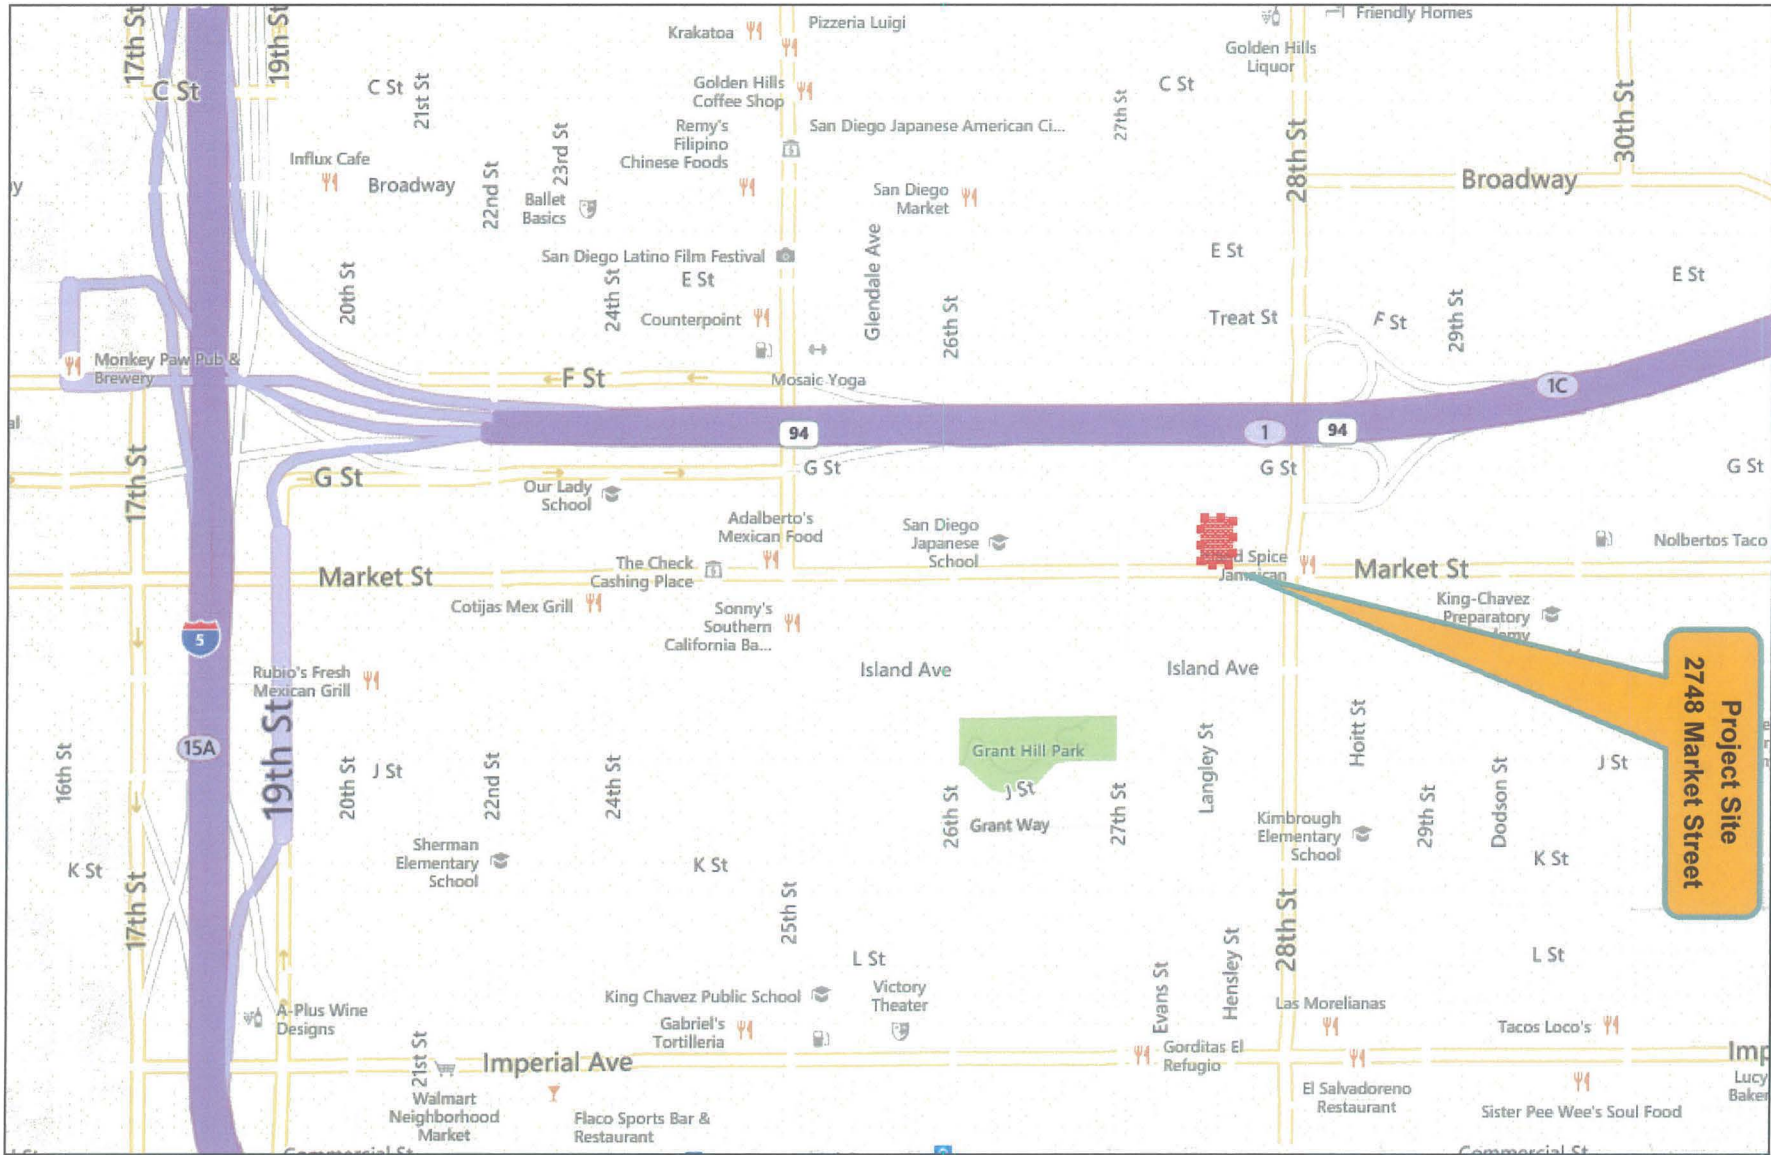 17th St
19th St
C St
C St
21st St
Krakatoa
Pizzeria Luigi
Golden Hills
Coffee Shop
Friendly Homes
Golden Hills
Liquor
C St
27th St
30th St
Influx Cafe
Broadway
22nd St
23rd St
Ballet
Basics
Remy's
Filipino
Chinese Foods
San Diego Japanese American Ci...
San Diego
Market
28th St
Broadway
San Diego Latino Film Festival
E St
20th St
24th St
Counterpoint
Glendale Ave
26th St
E St
Treat St
F St
29th St
E St
Monkey Paw Pub &
Brewery
F St
Mosaic Yoga
1C
94
1
94
17th St
G St
G St
G St
G St
Our Lady
School
Adalberto's
Mexican Food
San Diego
Japanese
School
Spice
Jamaican
Nolbertos Taco
Market St
The Check
Cashing Place
Market St
Cotijas Mex Grill
Sonny's
Southern
California Ba...
King-Chavez
Preparatory
5
Rubio's Fresh
Mexican Grill
Island Ave
Island Ave
Project Site
2748 Market Street
16th St
15A
19th St
20th St
J St
22nd St
24th St
Grant Hill Park
J St
Grant Way
26th St
27th St
Langley St
Hoitt St
Kimbrough
Elementary
School
29th St
Dodson St
J St
K St
17th St
Sherman
Elementary
School
K St
K St
25th St
28th St
L St
L St
A-Plus Wine
Designs
King Chavez Public School
Victory
Theater
Gabriel's
Tortilleria
Evans St
Hensley St
Las Morelianas
Tacos Loco's
21st St
Imperial Ave
Gorditas El
Refugio
Imp
Lucy
Baker
Walmart
Neighborhood
Market
Flaco Sports Bar &
Restaurant
El Salvadoreno
Restaurant
Sister Pee Wee's Soul Food
Commercial St
Commercial St